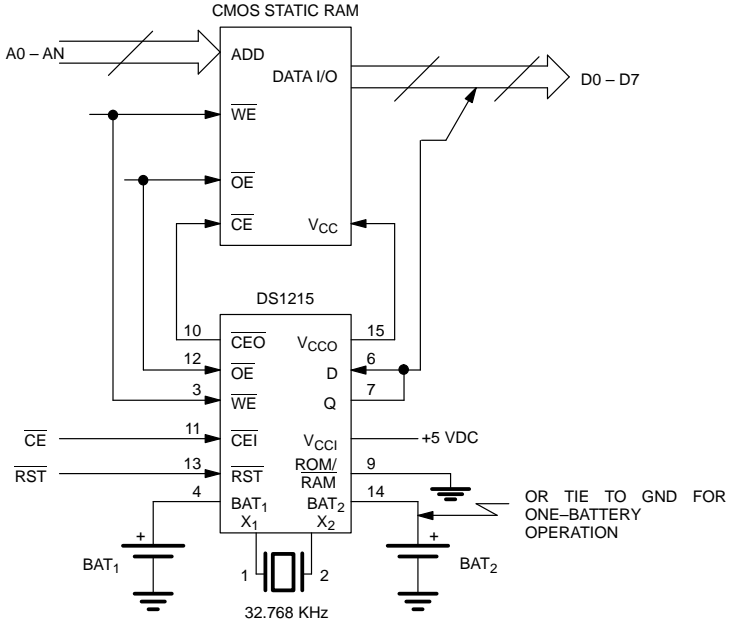 CMOS STATIC RAM
A0 – AN
ADD
DATA I/O
D0 – D7
WE
OE
CE
VCC
DS1215
10
CEO
VCCO
15
12
OE
D
6
3
WE
Q
7
CE
11
CEI
VCCI
+5 VDC
RST
13
RST
ROM/
RAM
9
4
BAT1
BAT2
14
X1
X2
OR TIE TO GND FOR
ONE–BATTERY
OPERATION
+
BAT1
+
BAT2
1
2
32.768 KHz